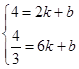 4 = 2k + b
4/3 = 6k + b